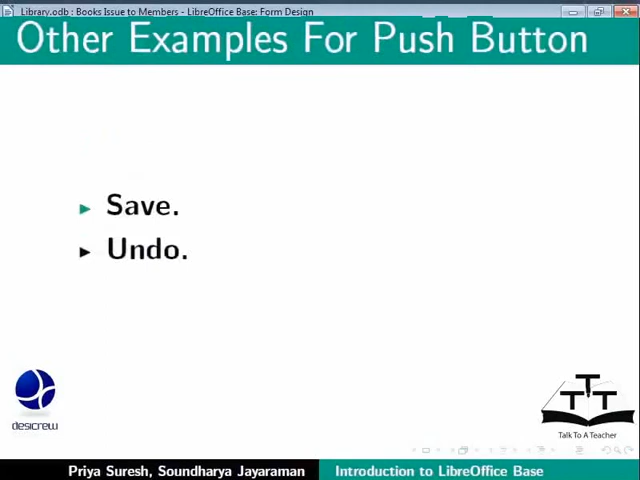 Library.odb : Books Issue to Members - LibreOffice Base: Form Design
Other Examples For Push Button
Save.
Undo.
desicrew
T T T
Talk To A Teacher
Priya Suresh, Soundharya Jayaraman
Introduction to LibreOffice Base